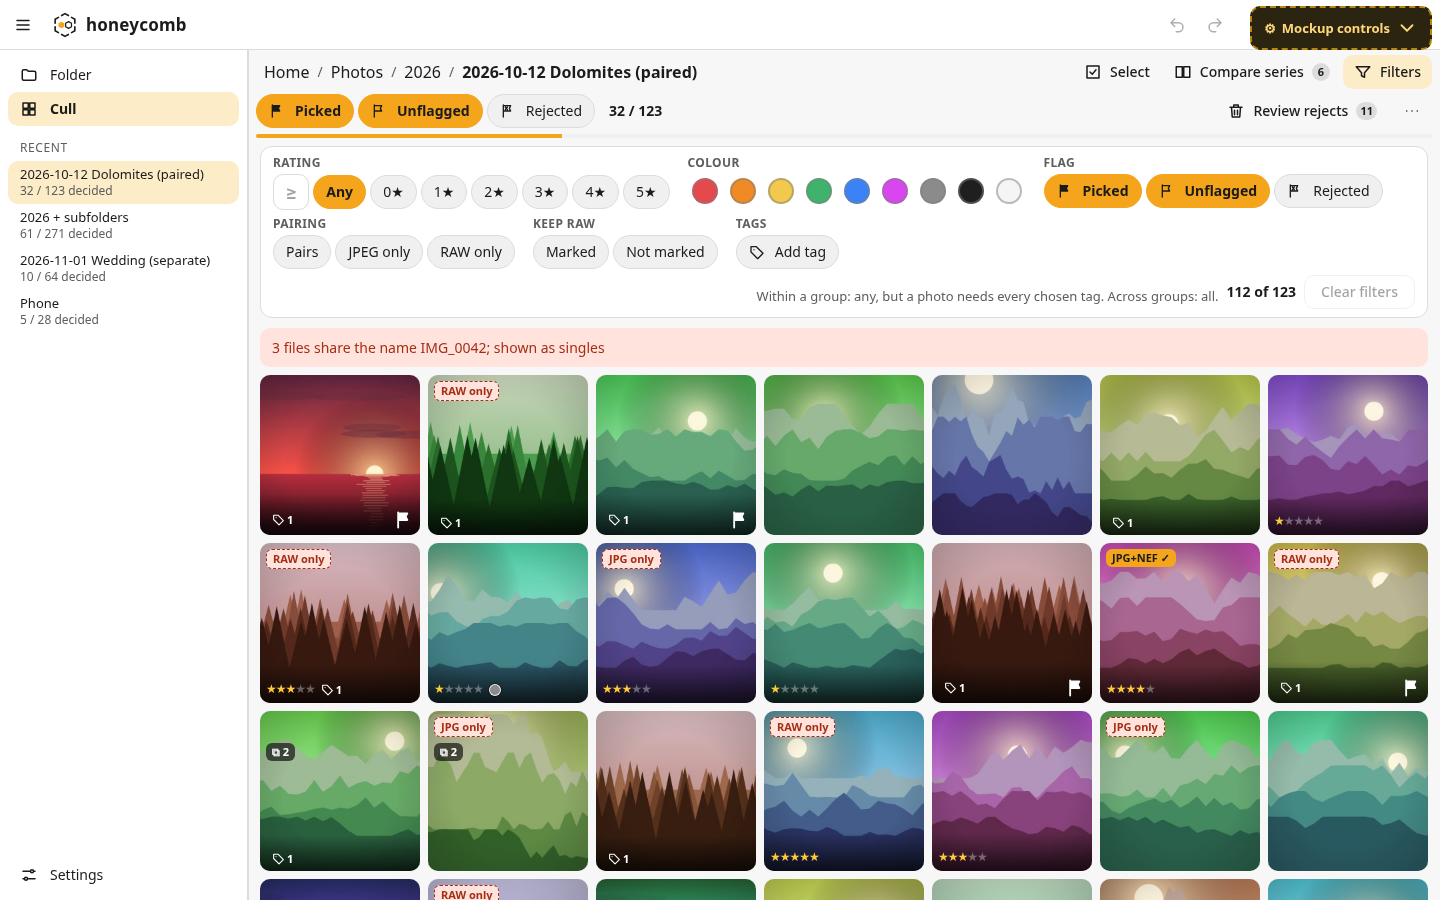 honeycomb
⚙ Mockup controls
Folder
Cull
RECENT
2026-10-12 Dolomites (paired)
32 / 123 decided
2026 + subfolders
61 / 271 decided
2026-11-01 Wedding (separate)
10 / 64 decided
Phone
5 / 28 decided
Settings
Home / Photos / 2026 / 2026-10-12 Dolomites (paired)
Select
Compare series 6
Filters
Picked
Unflagged
Rejected
32 / 123
Review rejects 11
···
RATING
≥ Any 0★ 1★ 2★ 3★ 4★ 5★
COLOUR
FLAG
Picked Unflagged Rejected
PAIRING
Pairs JPEG only RAW only
KEEP RAW
Marked Not marked
TAGS
Add tag
Within a group: any, but a photo needs every chosen tag. Across groups: all.
112 of 123
Clear filters
3 files share the name IMG_0042; shown as singles
1
RAW only
1
1
1
★★★★★
RAW only
★★★★★ 1
★★★★★
JPG only
★★★★★
★★★★★
1
JPG+NEF ✓
★★★★★
RAW only
1
2
1
JPG only
2
1
RAW only
★★★★★
★★★★★
JPG only
RAW only